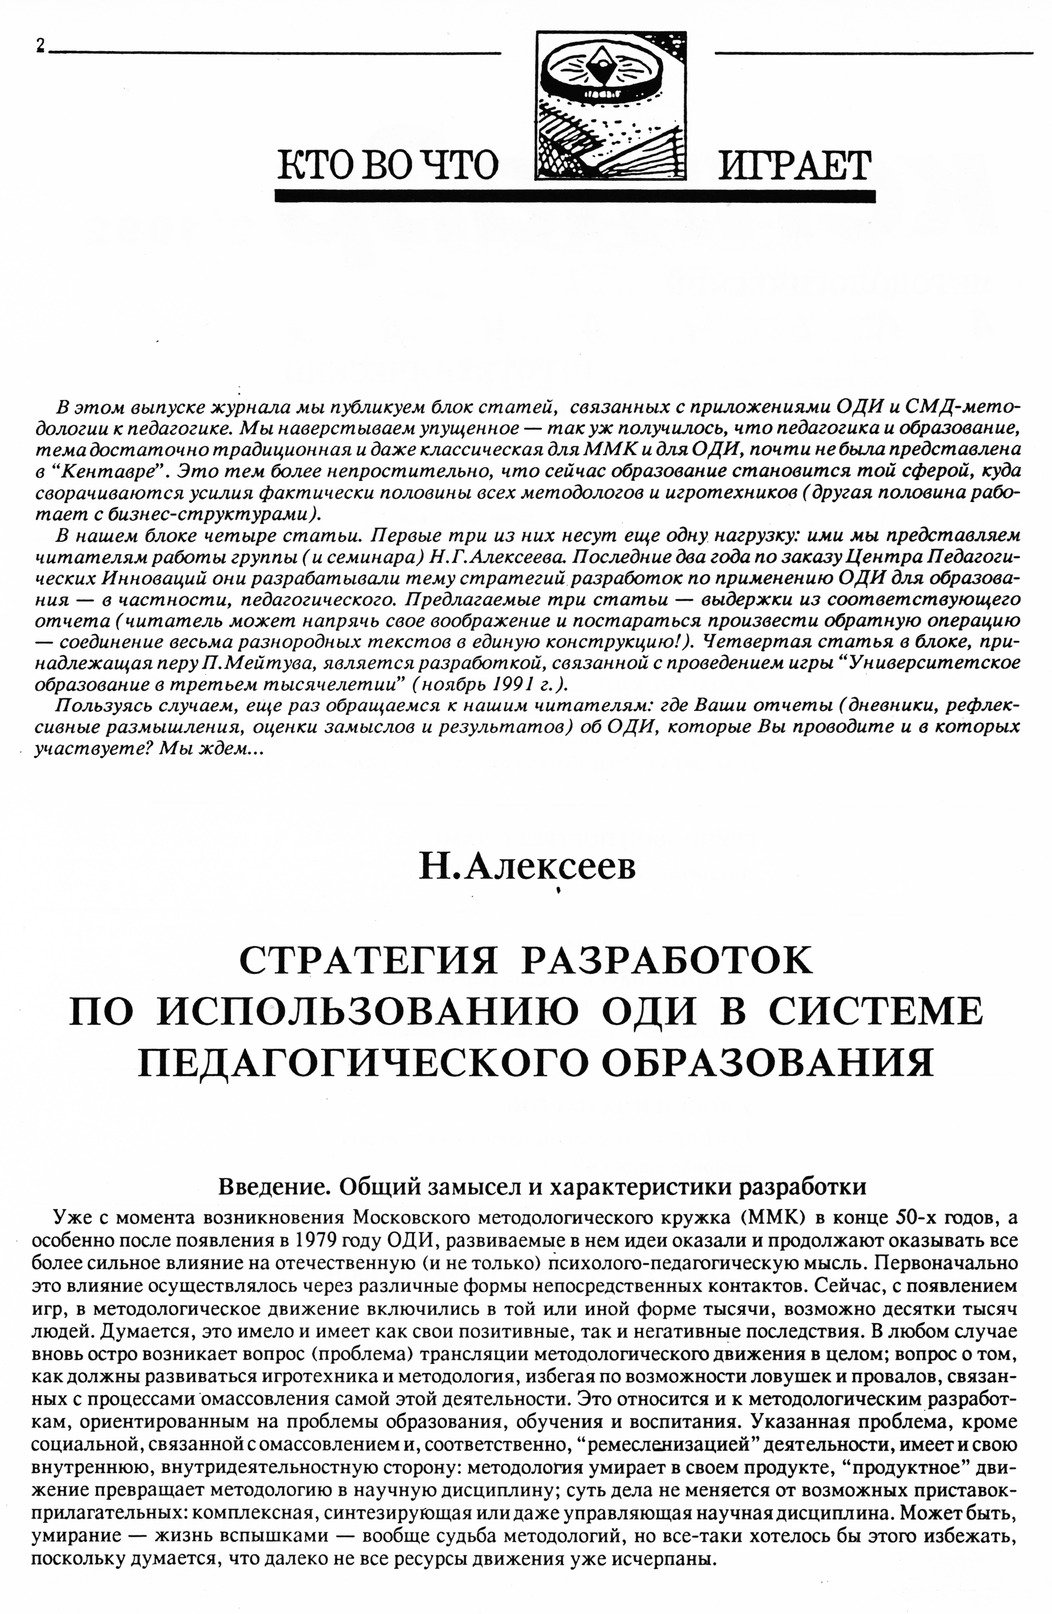 2
КТО ВО ЧТО ИГРАЕТ
В этом выпуске журнала мы публикуем блок статей, связанных с приложениями ОДИ и СМД-мето-
дологии к педагогике. Мы наверстываем упущенное — так уж получилось, что педагогика и образование,
тема достаточно традиционная и даже классическая для ММК и для ОДИ, почти не была представлена
в “Кентавре”. Это тем более непростительно, что сейчас образование становится той сферой, куда
сворачиваются усилия фактически половины всех методологов и игротехников (другая половина рабо-
тает с бизнес-структурами).
В нашем блоке четыре статьи. Первые три из них несут еще одну нагрузку: ими мы представляем
читателям работы группы (и семинара) Н.Г.Алексеева. Последние два года по заказу Центра Педагоги-
ческих Инноваций они разрабатывали тему стратегий разработок по применению ОДИ для образова-
ния — в частности, педагогического. Предлагаемые три статьи — выдержки из соответствующего
отчета (читатель может напрячь свое воображение и постараться произвести обратную операцию
— соединение весьма разнородных текстов в единую конструкцию!). Четвертая статья в блоке, при-
надлежащая перу П.Мейтува, является разработкой, связанной с проведением игры “Университетское
образование в третьем тысячелетии” (ноябрь 1991 г.).
Пользуясь случаем, еще раз обращаемся к нашим читателям: где Ваши отчеты (дневники, рефлек-
сивные размышления, оценки замыслов и результатов) об ОДИ, которые Вы проводите и в которых
участвуете? Мы ждем...
Н.Алексеев
СТРАТЕГИЯ РАЗРАБОТОК
ПО ИСПОЛЬЗОВАНИЮ ОДИ В СИСТЕМЕ
ПЕДАГОГИЧЕСКОГО ОБРАЗОВАНИЯ
Введение. Общий замысел и характеристики разработки
Уже с момента возникновения Московского методологического кружка (ММК) в конце 50-х годов, а
особенно после появления в 1979 году ОДИ, развиваемые в нем идеи оказали и продолжают оказывать все
более сильное влияние на отечественную (и не только) психолого-педагогическую мысль. Первоначально
это влияние осуществлялось через различные формы непосредственных контактов. Сейчас, с появлением
игр, в методологическое движение включились в той или иной форме тысячи, возможно десятки тысяч
людей. Думается, это имело и имеет как свои позитивные, так и негативные последствия. В любом случае
вновь остро возникает вопрос (проблема) трансляции методологического движения в целом; вопрос о том,
как должны развиваться игротехника и методология, избегая по возможности ловушек и провалов, связан-
ных с процессами омассовления самой этой деятельности. Это относится и к методологическим разработ-
кам, ориентированным на проблемы образования, обучения и воспитания. Указанная проблема, кроме
социальной, связанной с омассовлением и, соответственно, “ремесленизацией” деятельности, имеет и свою
внутреннюю, внутридеятельностную сторону: методология умирает в своем продукте, “продуктное” дви-
жение превращает методологию в научную дисциплину; суть дела не меняется от возможных приставок-
прилагательных: комплексная, синтезирующая или даже управляющая научная дисциплина. Может быть,
умирание — жизнь вспышками — вообще судьба методологий, но все-таки хотелось бы этого избежать,
поскольку думается, что далеко не все ресурсы движения уже исчерпаны.